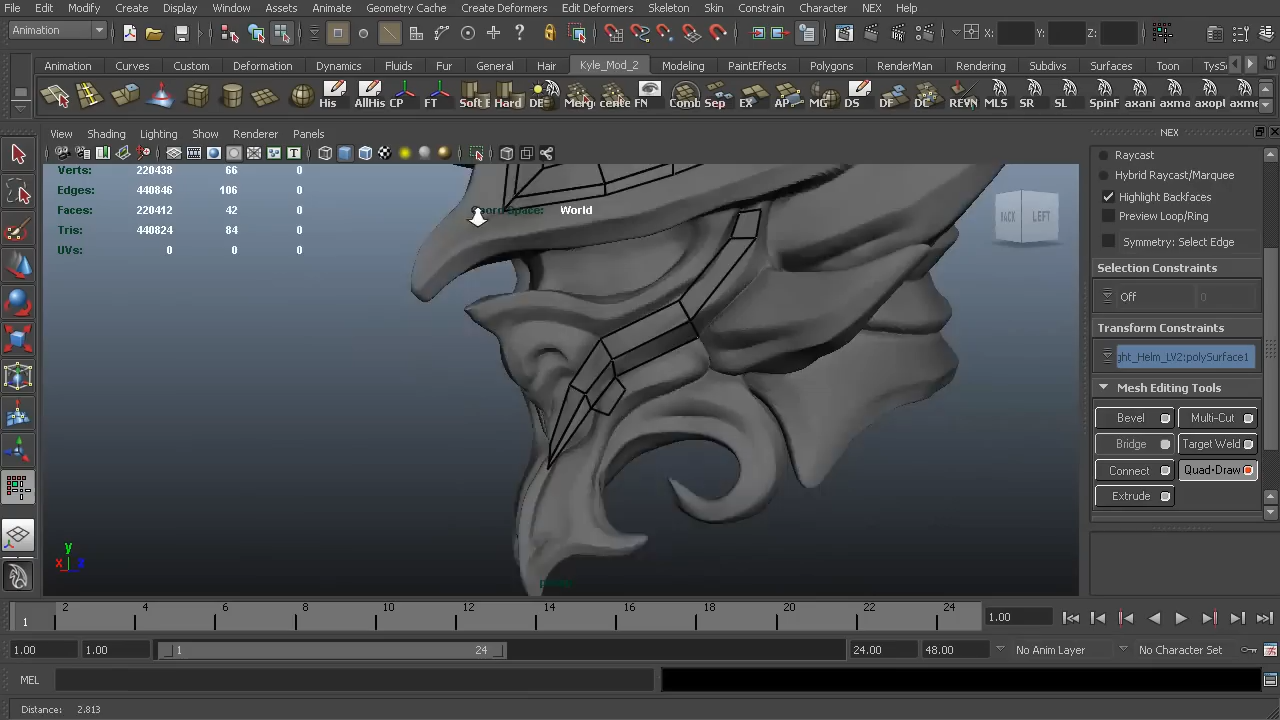 File Modify Create Display Window Assets Animate Geometry Cache Create Deformers Edit Deformers Skeleton Skin Constrain Character NEX Help
Animation X: Y: Z:
Animation Curves Custom Deformation Dynamics Fluids Fur General Hair Kyle_Mod_2 Modeling PaintEffects Polygons RenderMan Rendering Subdivs Surfaces Toon TySs
His AllHis CP FT Soft E Hard DE Merg cente FN Comb Sep EX AP MG DS DF DC REVN MLS SR SL SpinF axani axma axopl axme
View Shading Lighting Show Renderer Panels
NEX
Verts: 220438 66 0
Edges: 440846 106 0
Faces: 220412 42 0
Tris: 440824 84 0
UVs: 0 0 0
Coord Space: World
BACK LEFT
Raycast
Hybrid Raycast/Marquee
Highlight Backfaces
Preview Loop/Ring
Symmetry: Select Edge
Selection Constraints
Off 0
Transform Constraints
ght_Helm_LV2:polySurface1
Mesh Editing Tools
Bevel Multi-Cut
Bridge Target Weld
Connect Quad-Draw
Extrude
y
x z
persp
1 2 4 6 8 10 12 14 16 18 20 22 24 1.00
1.00 1.00 1 24 24.00 48.00 No Anim Layer No Character Set
MEL
Distance: 2.813